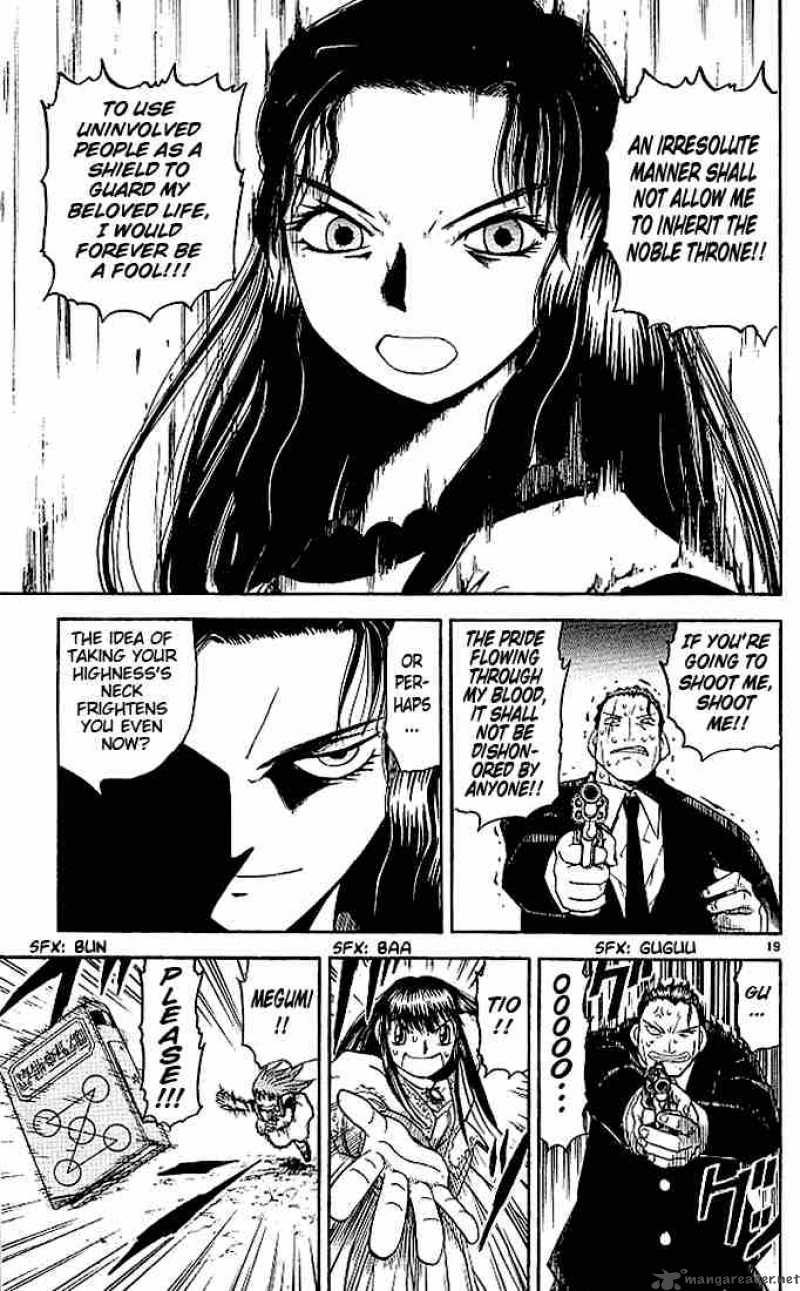 AN IRRESOLUTE
MANNER SHALL
NOT ALLOW ME
TO INHERIT THE
NOBLE THRONE!!
TO USE
UNINVOLVED
PEOPLE AS A
SHIELD TO
GUARD MY
BELOVED LIFE,
I WOULD
FOREVER BE
A FOOL!!!
IF YOU'RE
GOING TO
SHOOT ME,
SHOOT
ME!!
THE PRIDE
FLOWING
THROUGH
MY BLOOD,
IT SHALL
NOT BE
DISHON-
ORED BY
ANYONE!!
OR
PER-
HAPS
...
THE IDEA OF
TAKING YOUR
HIGHNESS'S
NECK
FRIGHTENS
YOU EVEN
NOW?
19
SFX: GUGUU
GU
...
OOOOO...
SFX: BAA
TIO
!!
SFX: BUN
MEGUMI
!!
PLEASE!!!
mangareader.net